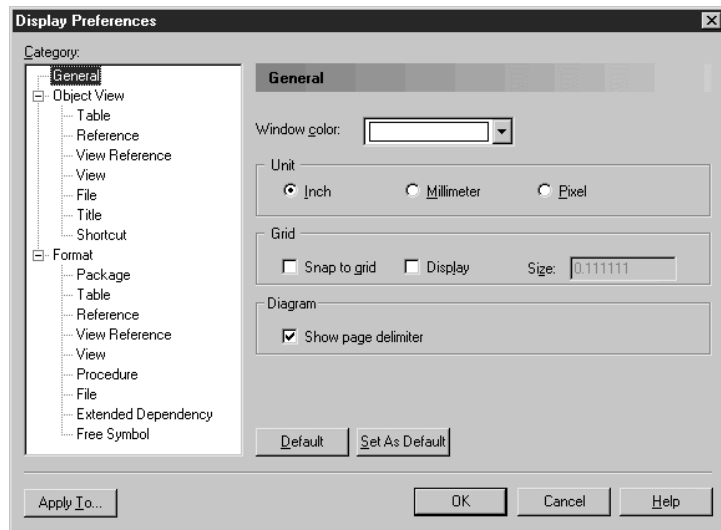 Display Preferences
Category:
General
Object View
Table
Reference
View Reference
View
File
Title
Shortcut
Format
Package
Table
Reference
View Reference
View
Procedure
File
Extended Dependency
Free Symbol
General
Window color:
Unit
Inch Millimeter Pixel
Grid
Snap to grid Display Size: 0.111111
Diagram
Show page delimiter
Default Set As Default
Apply To... OK Cancel Help